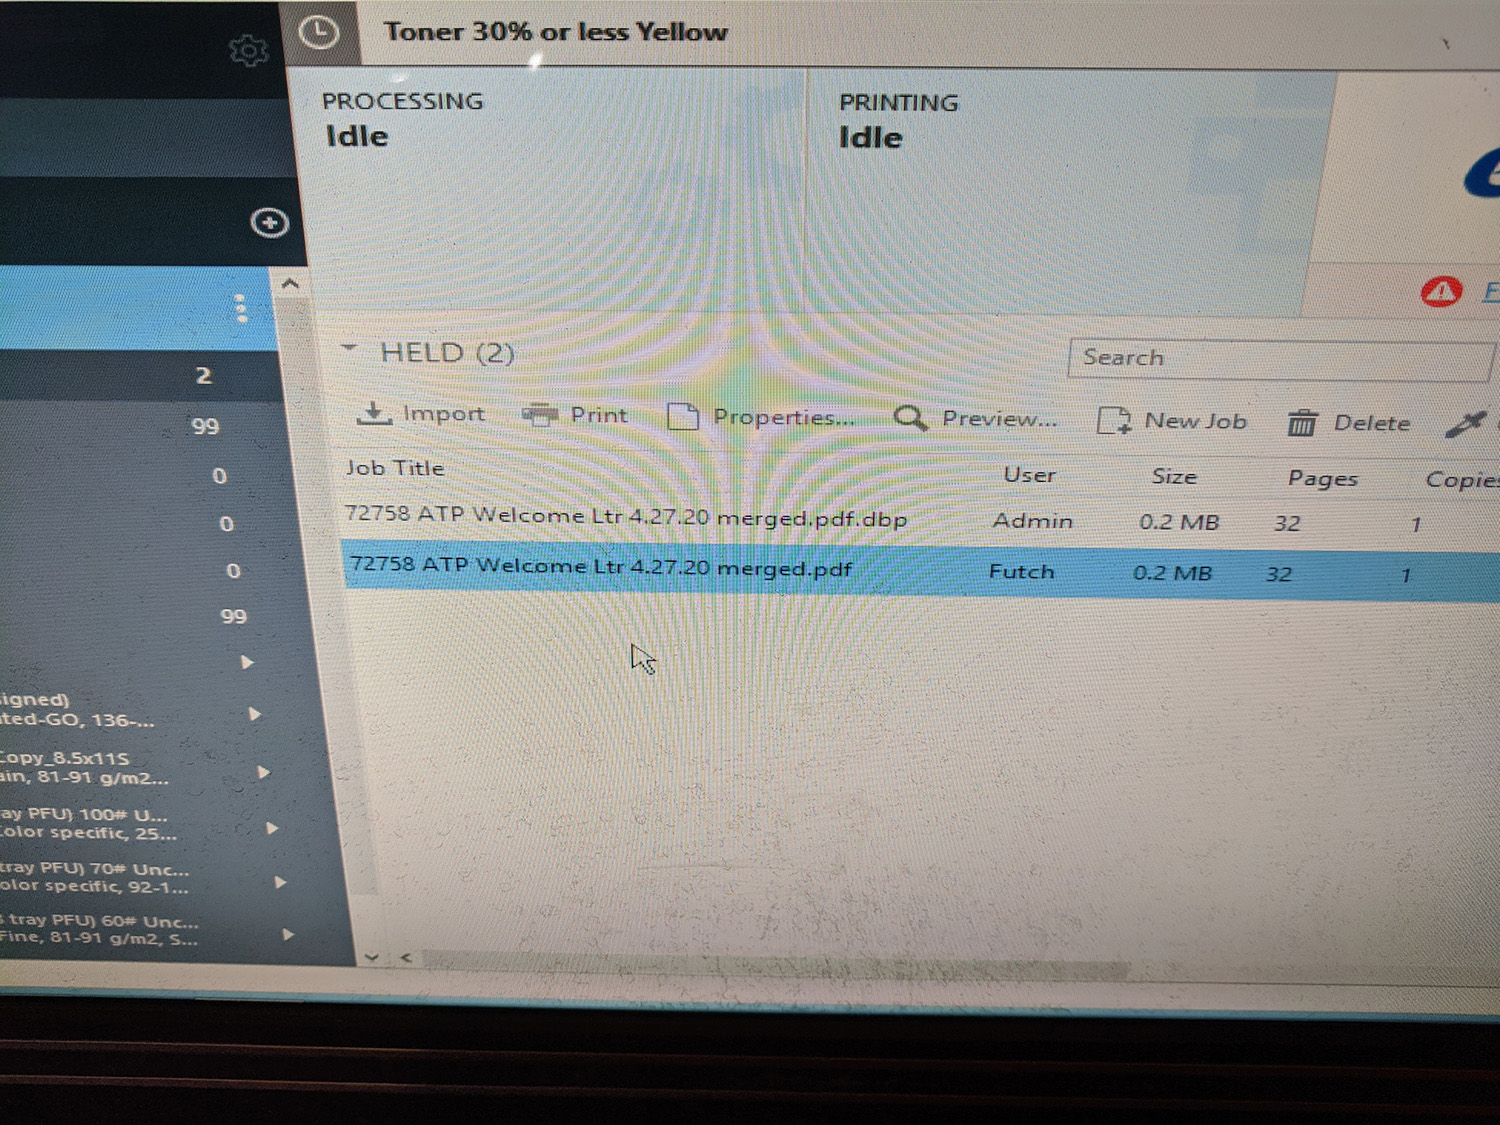 Toner 30% or less Yellow
PROCESSING
Idle
PRINTING
Idle
HELD (2)
Search
Import Print Properties... Preview... New Job Delete
Job Title User Size Pages Copies
72758 ATP Welcome Ltr 4.27.20 merged.pdf.dbp Admin 0.2 MB 32 1
72758 ATP Welcome Ltr 4.27.20 merged.pdf Futch 0.2 MB 32 1
2
99
0
0
0
99
igned)
ted-GO, 136-...
Copy_8.5x11S
ain, 81-91 g/m2...
ay PFU) 100# U...
Color specific, 25...
tray PFU) 70# Unc...
olor specific, 92-1...
tray PFU) 60# Unc...
Fine, 81-91 g/m2, S...